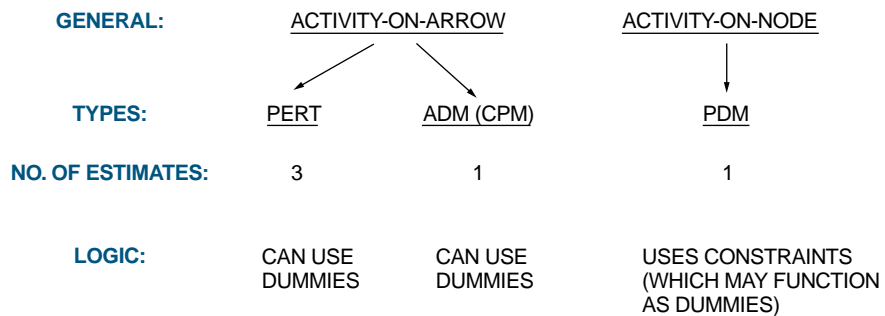 GENERAL: ACTIVITY-ON-ARROW ACTIVITY-ON-NODE
TYPES: PERT ADM (CPM) PDM
NO. OF ESTIMATES: 3 1 1
LOGIC: CAN USE CAN USE USES CONSTRAINTS
DUMMIES DUMMIES (WHICH MAY FUNCTION
AS DUMMIES)